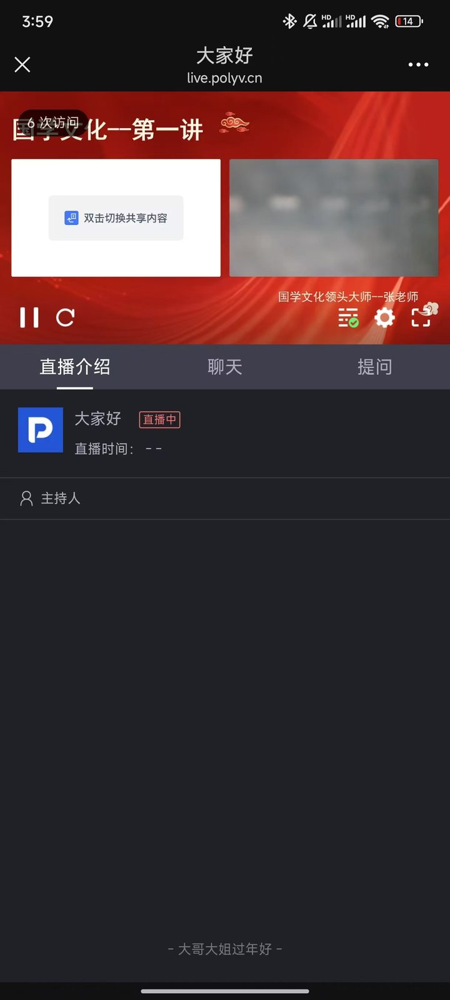 3:59
HD HD 14
大家好
live.polyv.cn
6 次访问
国学文化--第一讲
双击切换共享内容
国学文化领头大师--张老师
直播介绍 聊天 提问
大家好 直播中
直播时间： - -
主持人
- 大哥大姐过年好 -